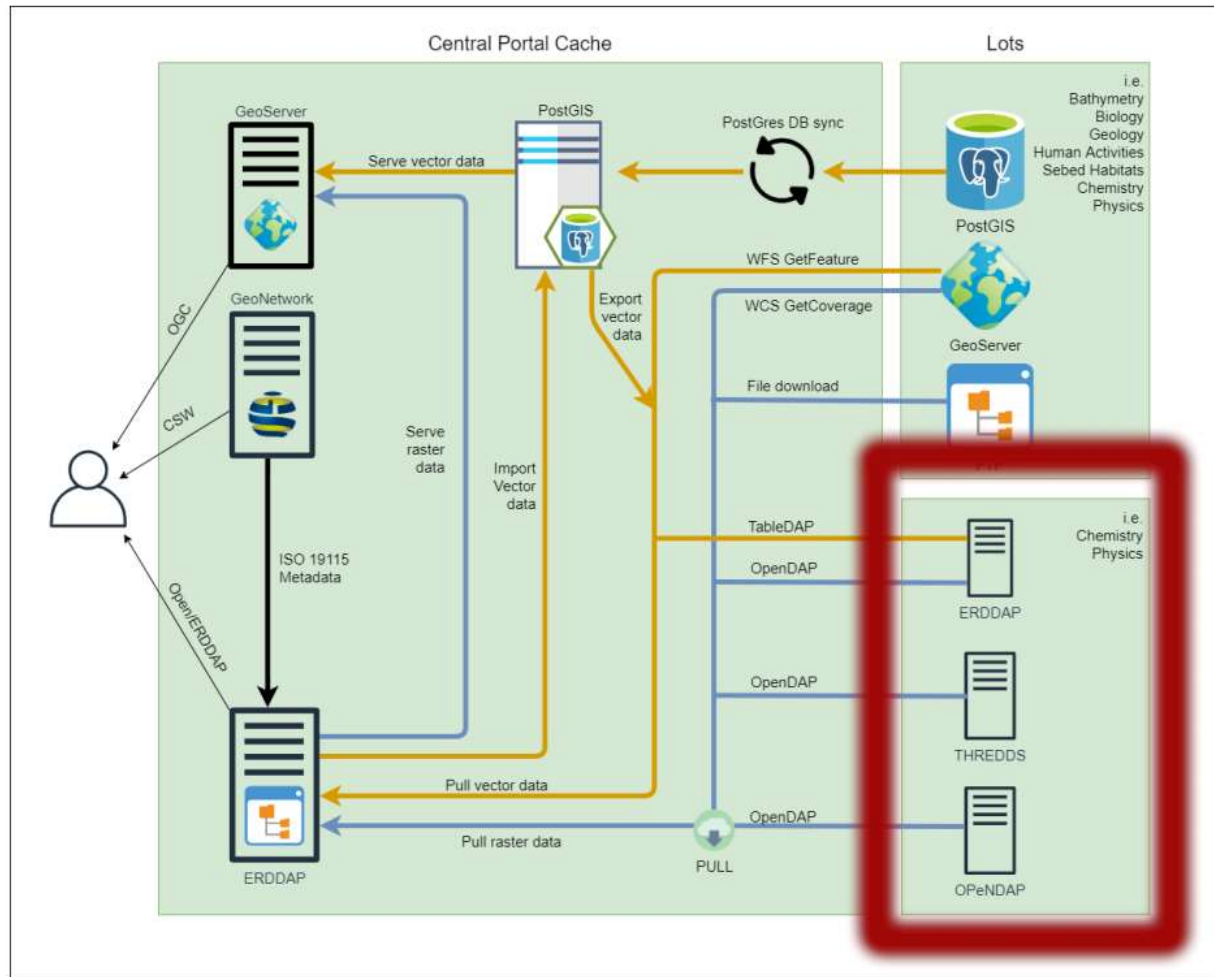 Central Portal Cache
Lots
GeoServer
PostGIS
PostGres DB sync
i.e.
Bathymetry
Biology
Geology
Human Activities
Sebed Habitats
Chemistry
Physics
Serve vector data
PostGIS
WFS GetFeature
WCS GetCoverage
GeoServer
GeoNetwork
Export
vector
data
OGC
CSW
File download
Serve
raster
data
Import
Vector
data
TableDAP
i.e.
Chemistry
Physics
OpenDAP
ERDDAP
ISO 19115
Metadata
Open/ERDDAP
OpenDAP
THREDDS
Pull vector data
OpenDAP
Pull raster data
PULL
ERDDAP
OPeNDAP